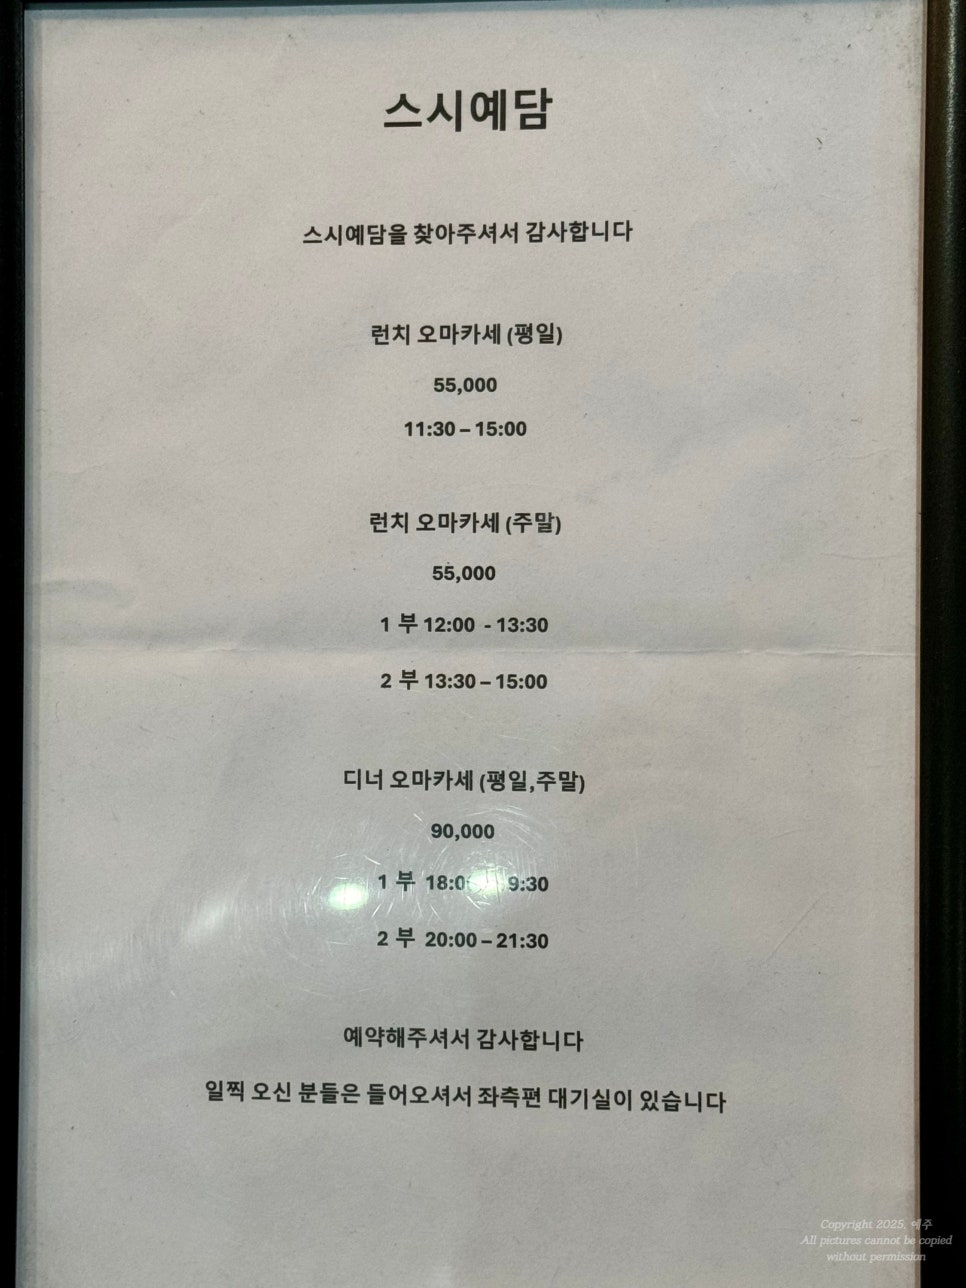 스시예담
스시예담을 찾아주셔서 감사합니다
런치 오마카세 (평일)
55,000
11:30 – 15:00
런치 오마카세 (주말)
55,000
1 부 12:00 - 13:30
2 부 13:30 – 15:00
디너 오마카세 (평일,주말)
90,000
1 부
2 부 20:00 – 21:30
예약해주셔서 감사합니다
일찍 오신 분들은 들어오셔서 좌측편 대기실이 있습니다
Copyright 2025, 예주
All pictures cannot be copied
without permission